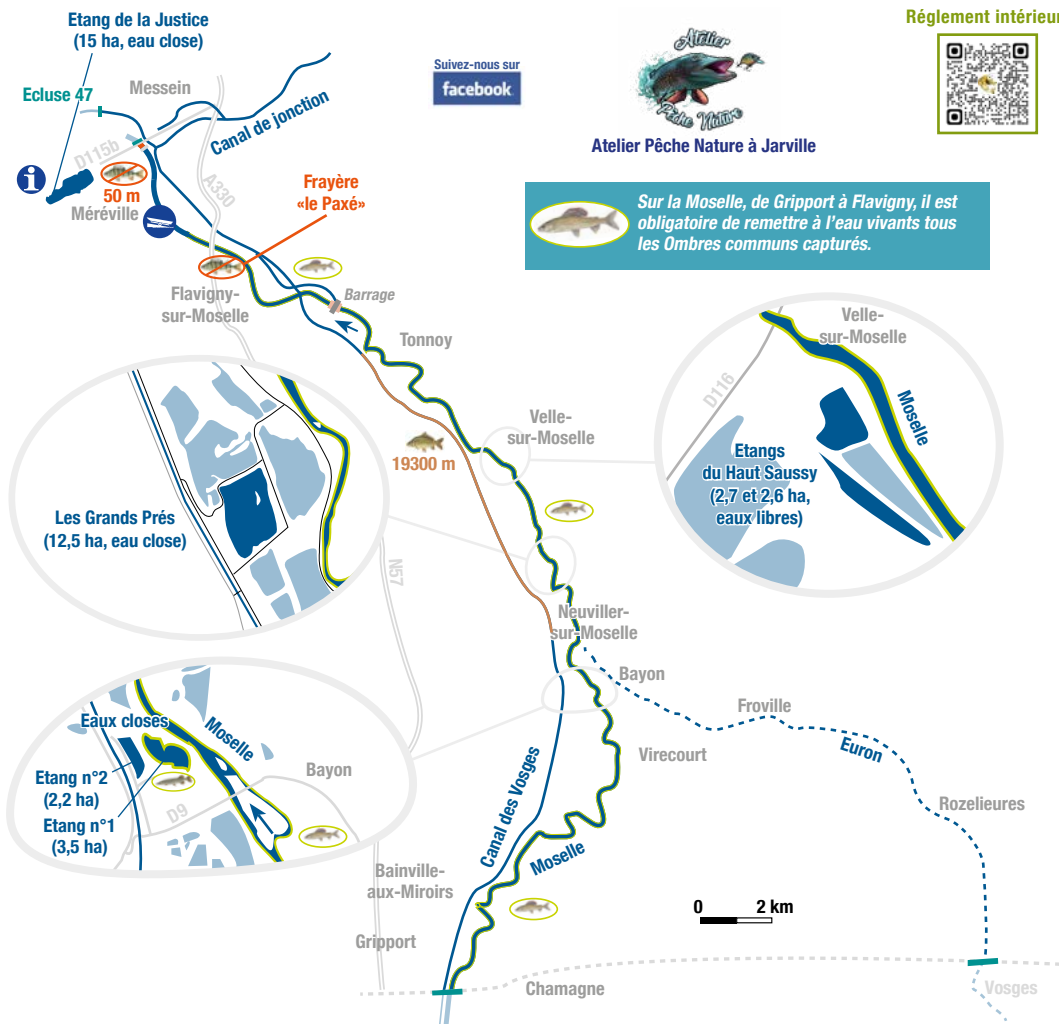 Etang de la Justice
(15 ha, eau close)
Réglement intérieur
Atelier
Pêche Nature
Suivez-nous sur
facebook
Atelier Pêche Nature à Jarville
Ecluse 47
Messein
Canal de jonction
D115b
A330
i
50 m
Méréville
Frayère
«le Paxé»
Sur la Moselle, de Gripport à Flavigny, il est
obligatoire de remettre à l'eau vivants tous
les Ombres communs capturés.
Flavigny-
sur-Moselle
Barrage
Tonnoy
Velle-
sur-Moselle
D116
Moselle
Etangs
du Haut Saussy
(2,7 et 2,6 ha,
eaux libres)
Velle-
sur-Moselle
19300 m
Les Grands Prés
(12,5 ha, eau close)
N57
Neuviller-
sur-Moselle
Bayon
Froville
Euron
Virecourt
Rozelieures
Eaux closes
Moselle
Bayon
Etang n°2
(2,2 ha)
Etang n°1
(3,5 ha)
D9
Canal des Vosges
Moselle
Bainville-
aux-Miroirs
Gripport
0 2 km
Chamagne
Vosges